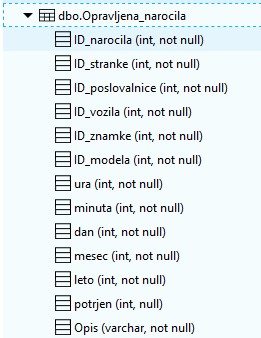 dbo.Opravljena_narocila
ID_narocila (int, not null)
ID_stranke (int, not null)
ID_poslovalnice (int, not null)
ID_vozila (int, not null)
ID_znamke (int, not null)
ID_modela (int, not null)
ura (int, not null)
minuta (int, not null)
dan (int, not null)
mesec (int, not null)
leto (int, not null)
potrjen (int, null)
Opis (varchar, not null)